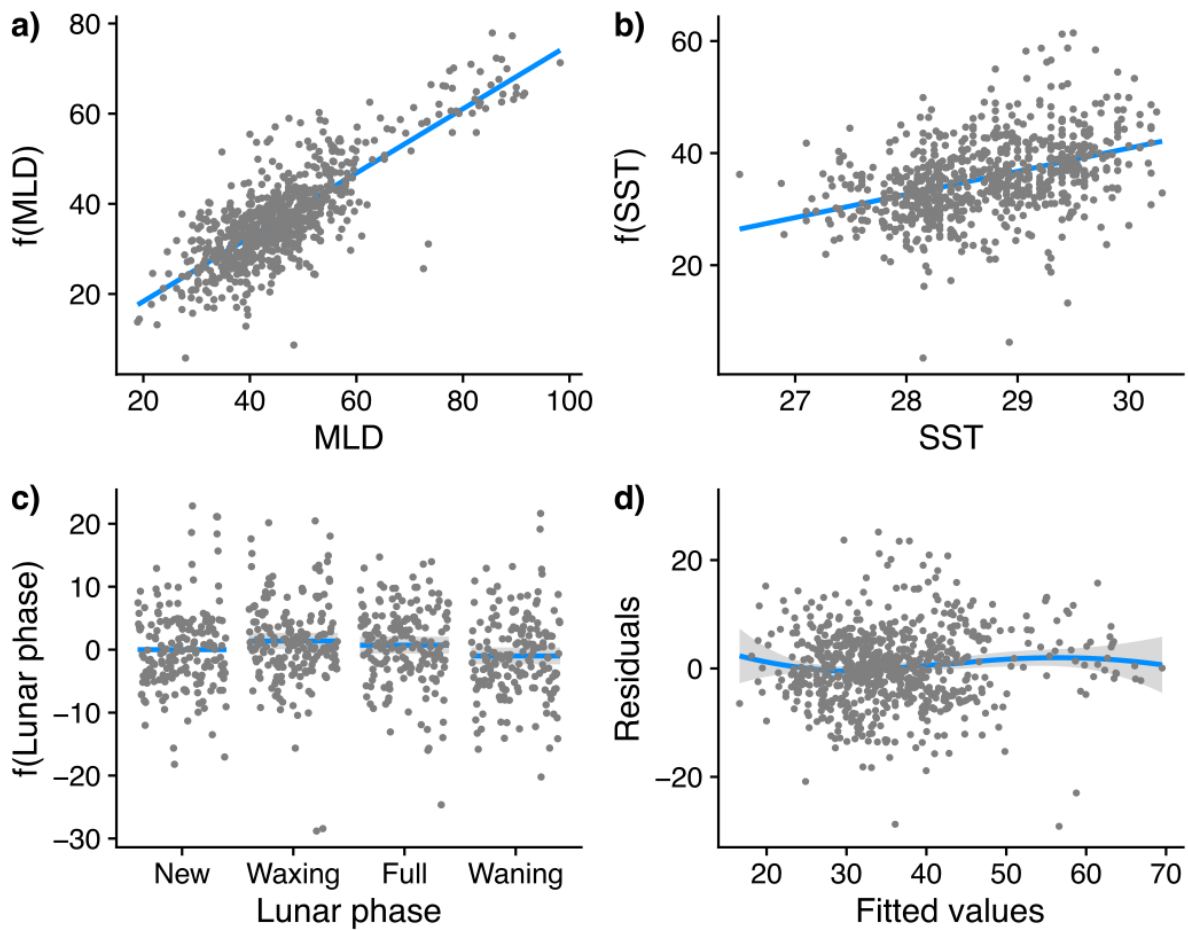 a)
80
60
40
20
f(MLD)
20 40 60 80 100
MLD
b)
60
40
20
f(SST)
27 28 29 30
SST
c)
20
10
0
−10
−20
−30
f(Lunar phase)
New Waxing Full Waning
Lunar phase
d)
20
0
−20
Residuals
20 30 40 50 60 70
Fitted values